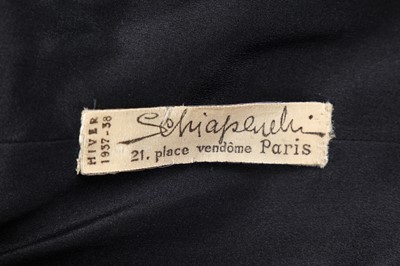 HIVER
1937-38
Schiaparelli
21. place vendôme Paris